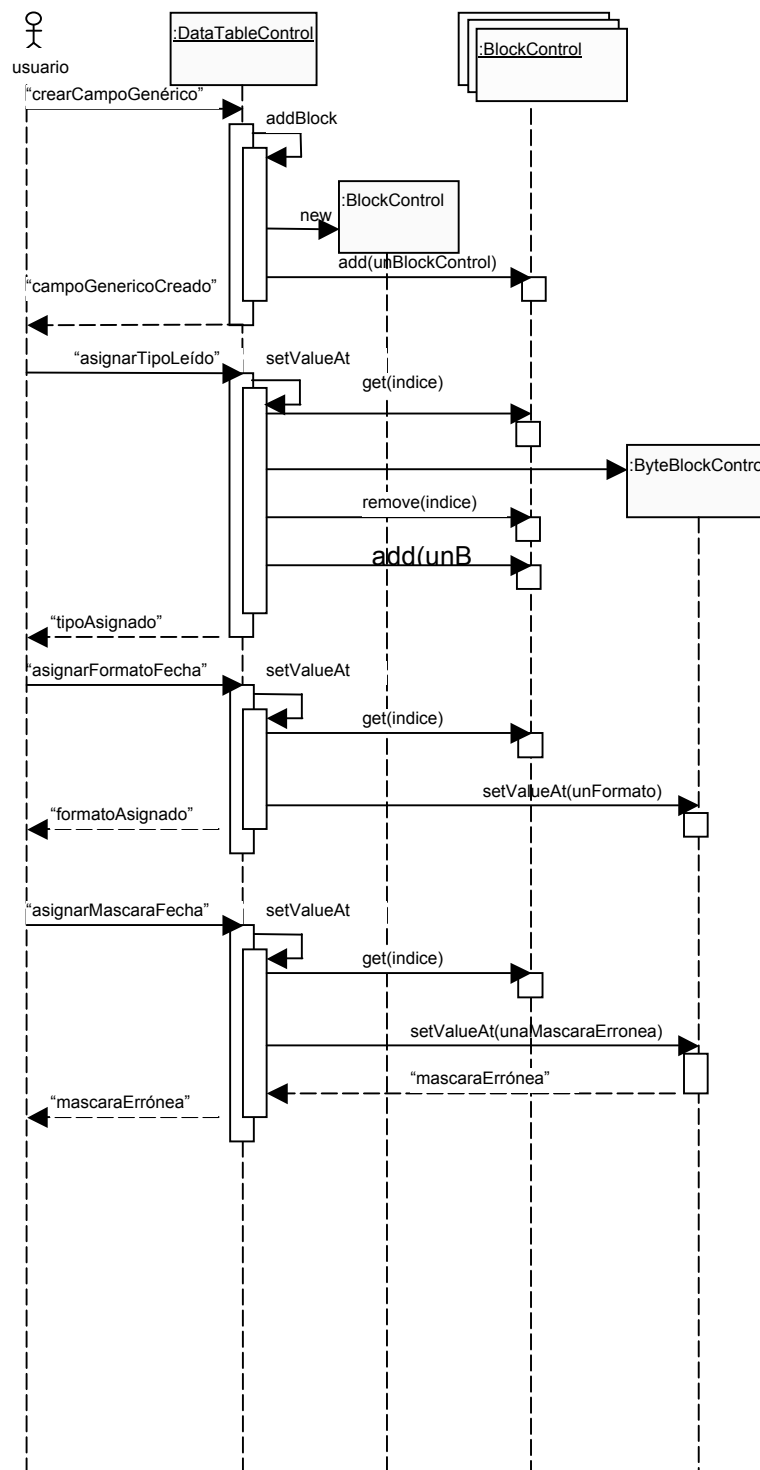 :DataTableControl
:BlockControl
usuario
“crearCampoGenérico”
addBlock
:BlockControl
new
add(unBlockControl)
“campoGenericoCreado”
“asignarTipoLeído”
setValueAt
get(indice)
:ByteBlockContro
remove(indice)
add(unB
“tipoAsignado”
“asignarFormatoFecha”
setValueAt
get(indice)
setValueAt(unFormato)
“formatoAsignado”
“asignarMascaraFecha”
setValueAt
get(indice)
setValueAt(unaMascaraErronea)
“mascaraErrónea”
“mascaraErrónea”